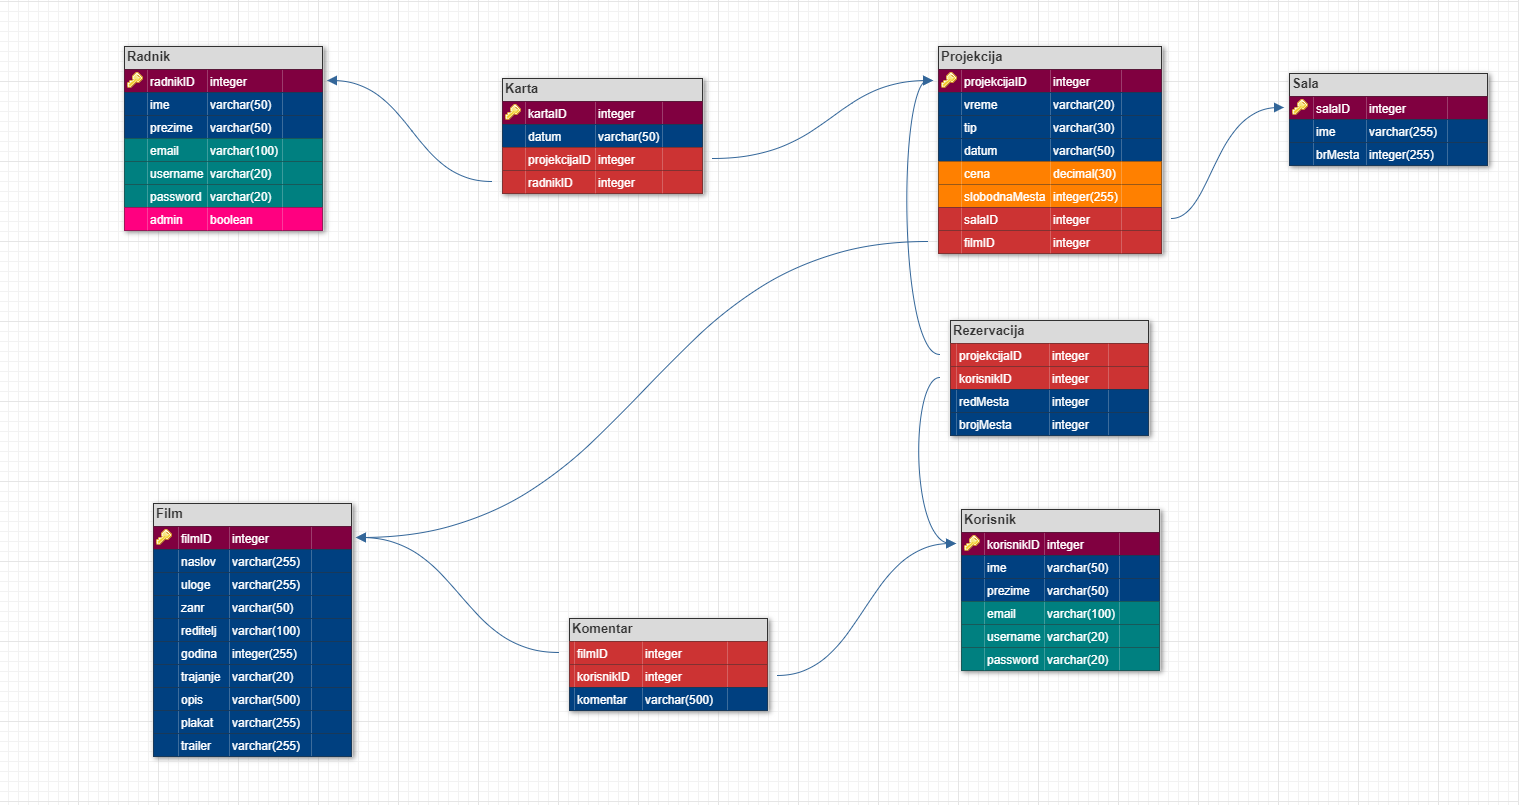 Radnik
radnikID integer
ime varchar(50)
prezime varchar(50)
email varchar(100)
username varchar(20)
password varchar(20)
admin boolean
Karta
kartaID integer
datum varchar(50)
projekcijaID integer
radnikID integer
Projekcija
projekcijaID integer
vreme varchar(20)
tip varchar(30)
datum varchar(50)
cena decimal(30)
slobodnaMesta integer(255)
salaID integer
filmID integer
Sala
salaID integer
ime varchar(255)
brMesta integer(255)
Rezervacija
projekcijaID integer
korisnikID integer
redMesta integer
brojMesta integer
Film
filmID integer
naslov varchar(255)
uloge varchar(255)
zanr varchar(50)
reditelj varchar(100)
godina integer(255)
trajanje varchar(20)
opis varchar(500)
plakat varchar(255)
trailer varchar(255)
Komentar
filmID integer
korisnikID integer
komentar varchar(500)
Korisnik
korisnikID integer
ime varchar(50)
prezime varchar(50)
email varchar(100)
username varchar(20)
password varchar(20)